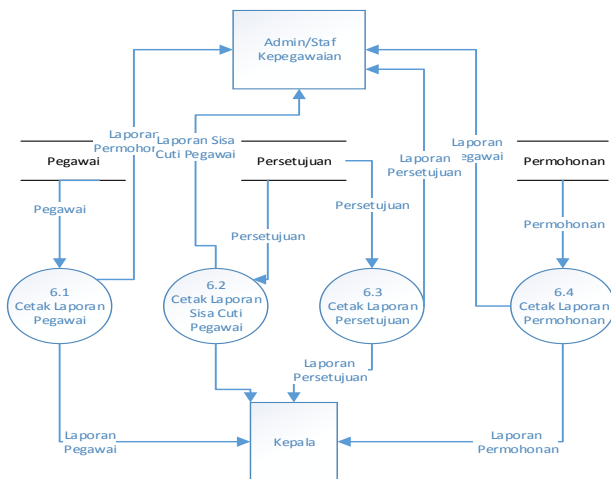 Admin/Staf
Kepegawaian
Laporan
Permohon
Laporan Sisa
Cuti Pegawai
Laporan
Persetujuan
Laporan
Pegawai
Pegawai
Persetujuan
Permohonan
Pegawai
Persetujuan
Persetujuan
Permohonan
6.1
Cetak Laporan
Pegawai
6.2
Cetak Laporan
Sisa Cuti
Pegawai
6.3
Cetak Laporan
Persetujuan
6.4
Cetak Laporan
Permohonan
Laporan
Persetujuan
Laporan
Pegawai
Kepala
Laporan
Permohonan